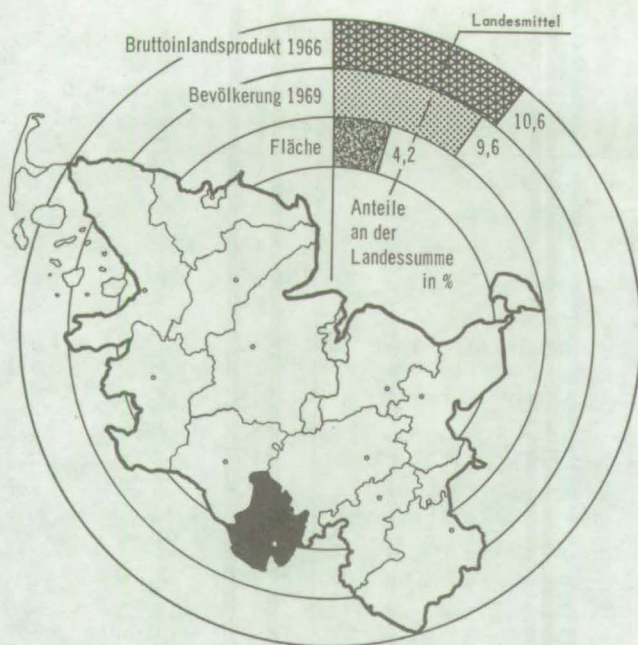 Landesmittel
Bruttoinlandsprodukt 1966
10,6
Bevölkerung 1969
9,6
Fläche
4,2
Anteile
an der
Landessumme
in %